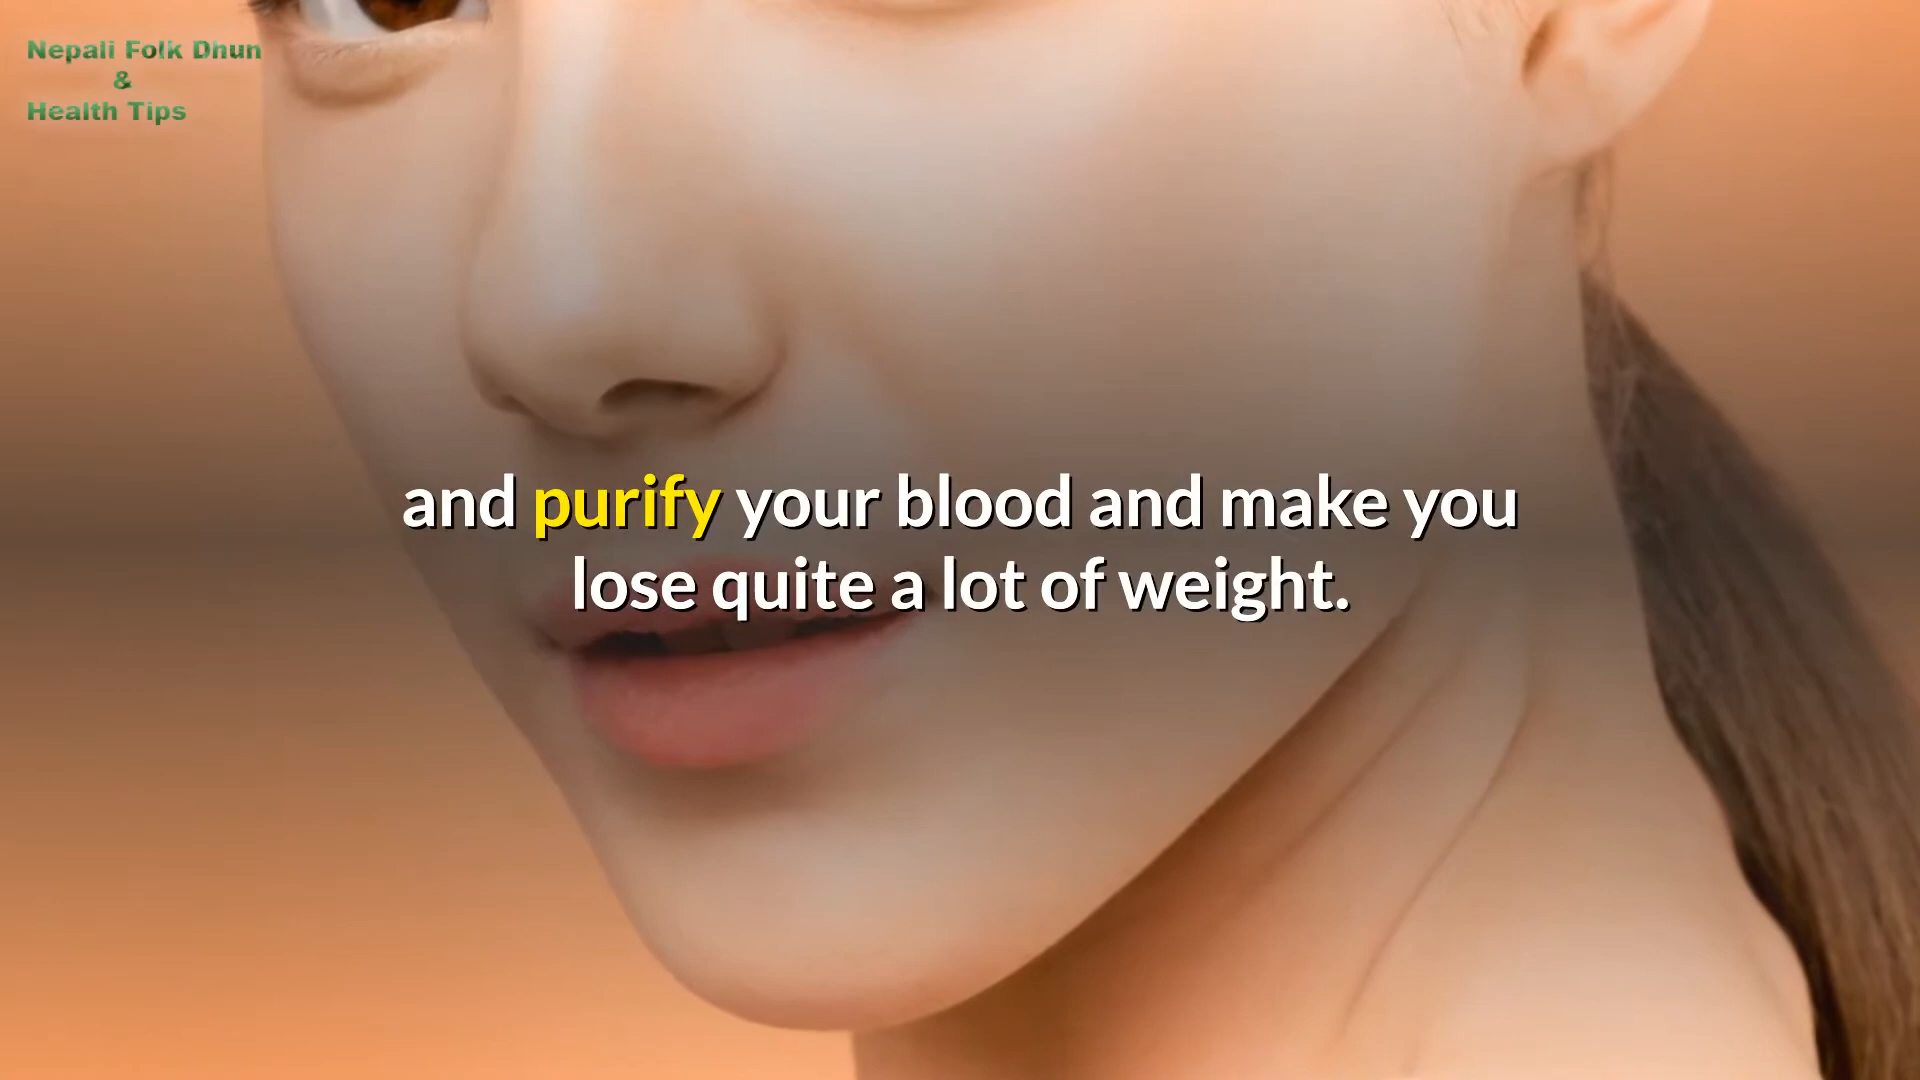 Nepali Folk Dhun
&
Health Tips
and purify your blood and make you
lose quite a lot of weight.